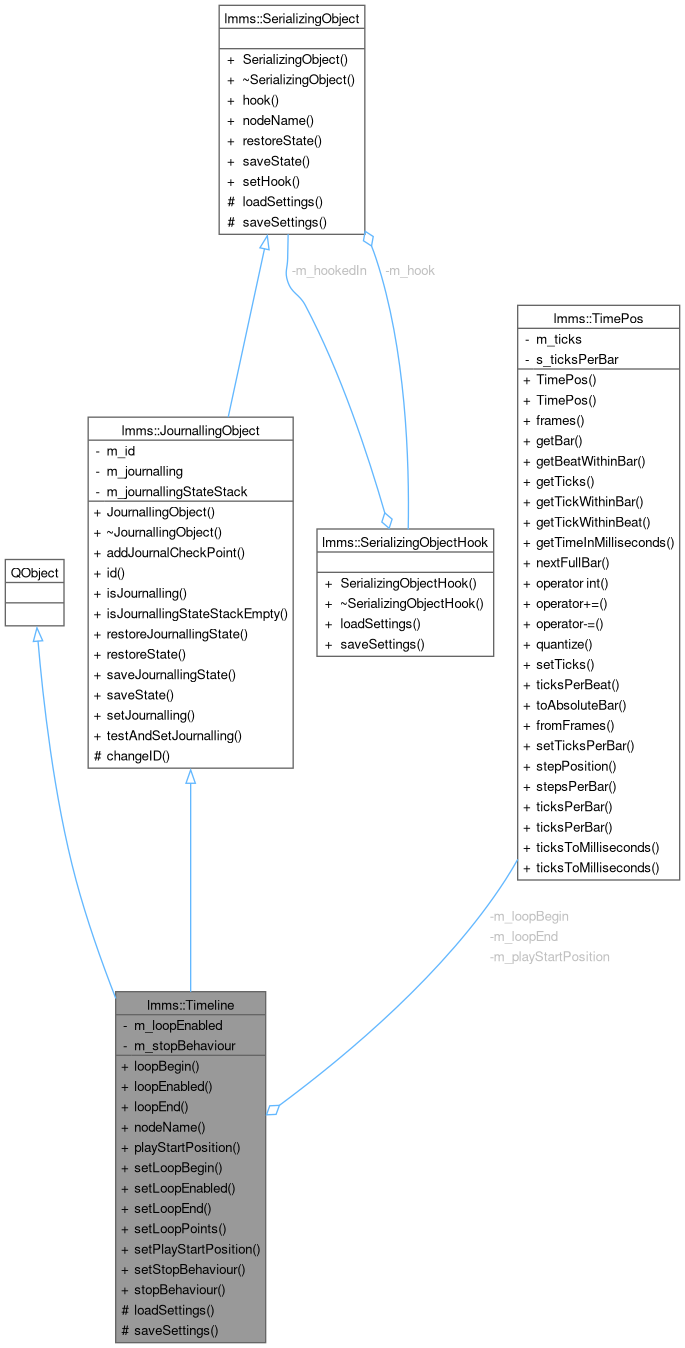 lmms::SerializingObject
+ SerializingObject()
+ ~SerializingObject()
+ hook()
+ nodeName()
+ restoreState()
+ saveState()
+ setHook()
# loadSettings()
# saveSettings()
-m_hookedIn
-m_hook
lmms::TimePos
- m_ticks
- s_ticksPerBar
+ TimePos()
+ TimePos()
+ frames()
+ getBar()
+ getBeatWithinBar()
+ getTicks()
+ getTickWithinBar()
+ getTickWithinBeat()
+ getTimeInMilliseconds()
+ nextFullBar()
+ operator int()
+ operator+=()
+ operator-=()
+ quantize()
+ setTicks()
+ ticksPerBeat()
+ toAbsoluteBar()
+ fromFrames()
+ setTicksPerBar()
+ stepPosition()
+ stepsPerBar()
+ ticksPerBar()
+ ticksPerBar()
+ ticksToMilliseconds()
+ ticksToMilliseconds()
lmms::JournallingObject
- m_id
- m_journalling
- m_journallingStateStack
+ JournallingObject()
+ ~JournallingObject()
+ addJournalCheckPoint()
+ id()
+ isJournalling()
+ isJournallingStateStackEmpty()
+ restoreJournallingState()
+ restoreState()
+ saveJournallingState()
+ saveState()
+ setJournalling()
+ testAndSetJournalling()
# changeID()
lmms::SerializingObjectHook
+ SerializingObjectHook()
+ ~SerializingObjectHook()
+ loadSettings()
+ saveSettings()
QObject
-m_loopBegin
-m_loopEnd
-m_playStartPosition
lmms::Timeline
- m_loopEnabled
- m_stopBehaviour
+ loopBegin()
+ loopEnabled()
+ loopEnd()
+ nodeName()
+ playStartPosition()
+ setLoopBegin()
+ setLoopEnabled()
+ setLoopEnd()
+ setLoopPoints()
+ setPlayStartPosition()
+ setStopBehaviour()
+ stopBehaviour()
# loadSettings()
# saveSettings()